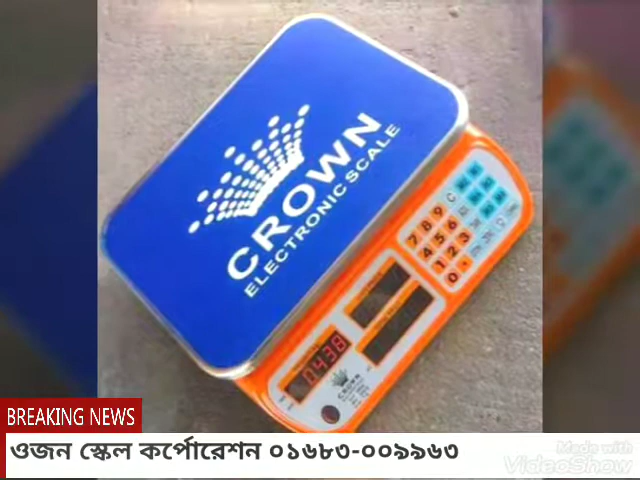 CROWN
ELECTRONIC SCALE
7 8 9 C
4 5 6
1 2 3
0
0438
CROWN
BREAKING NEWS
ওজন স্কেল কর্পোরেশন ০১৬৮৩-০০৯৯৬৩
Made with
VideoShow